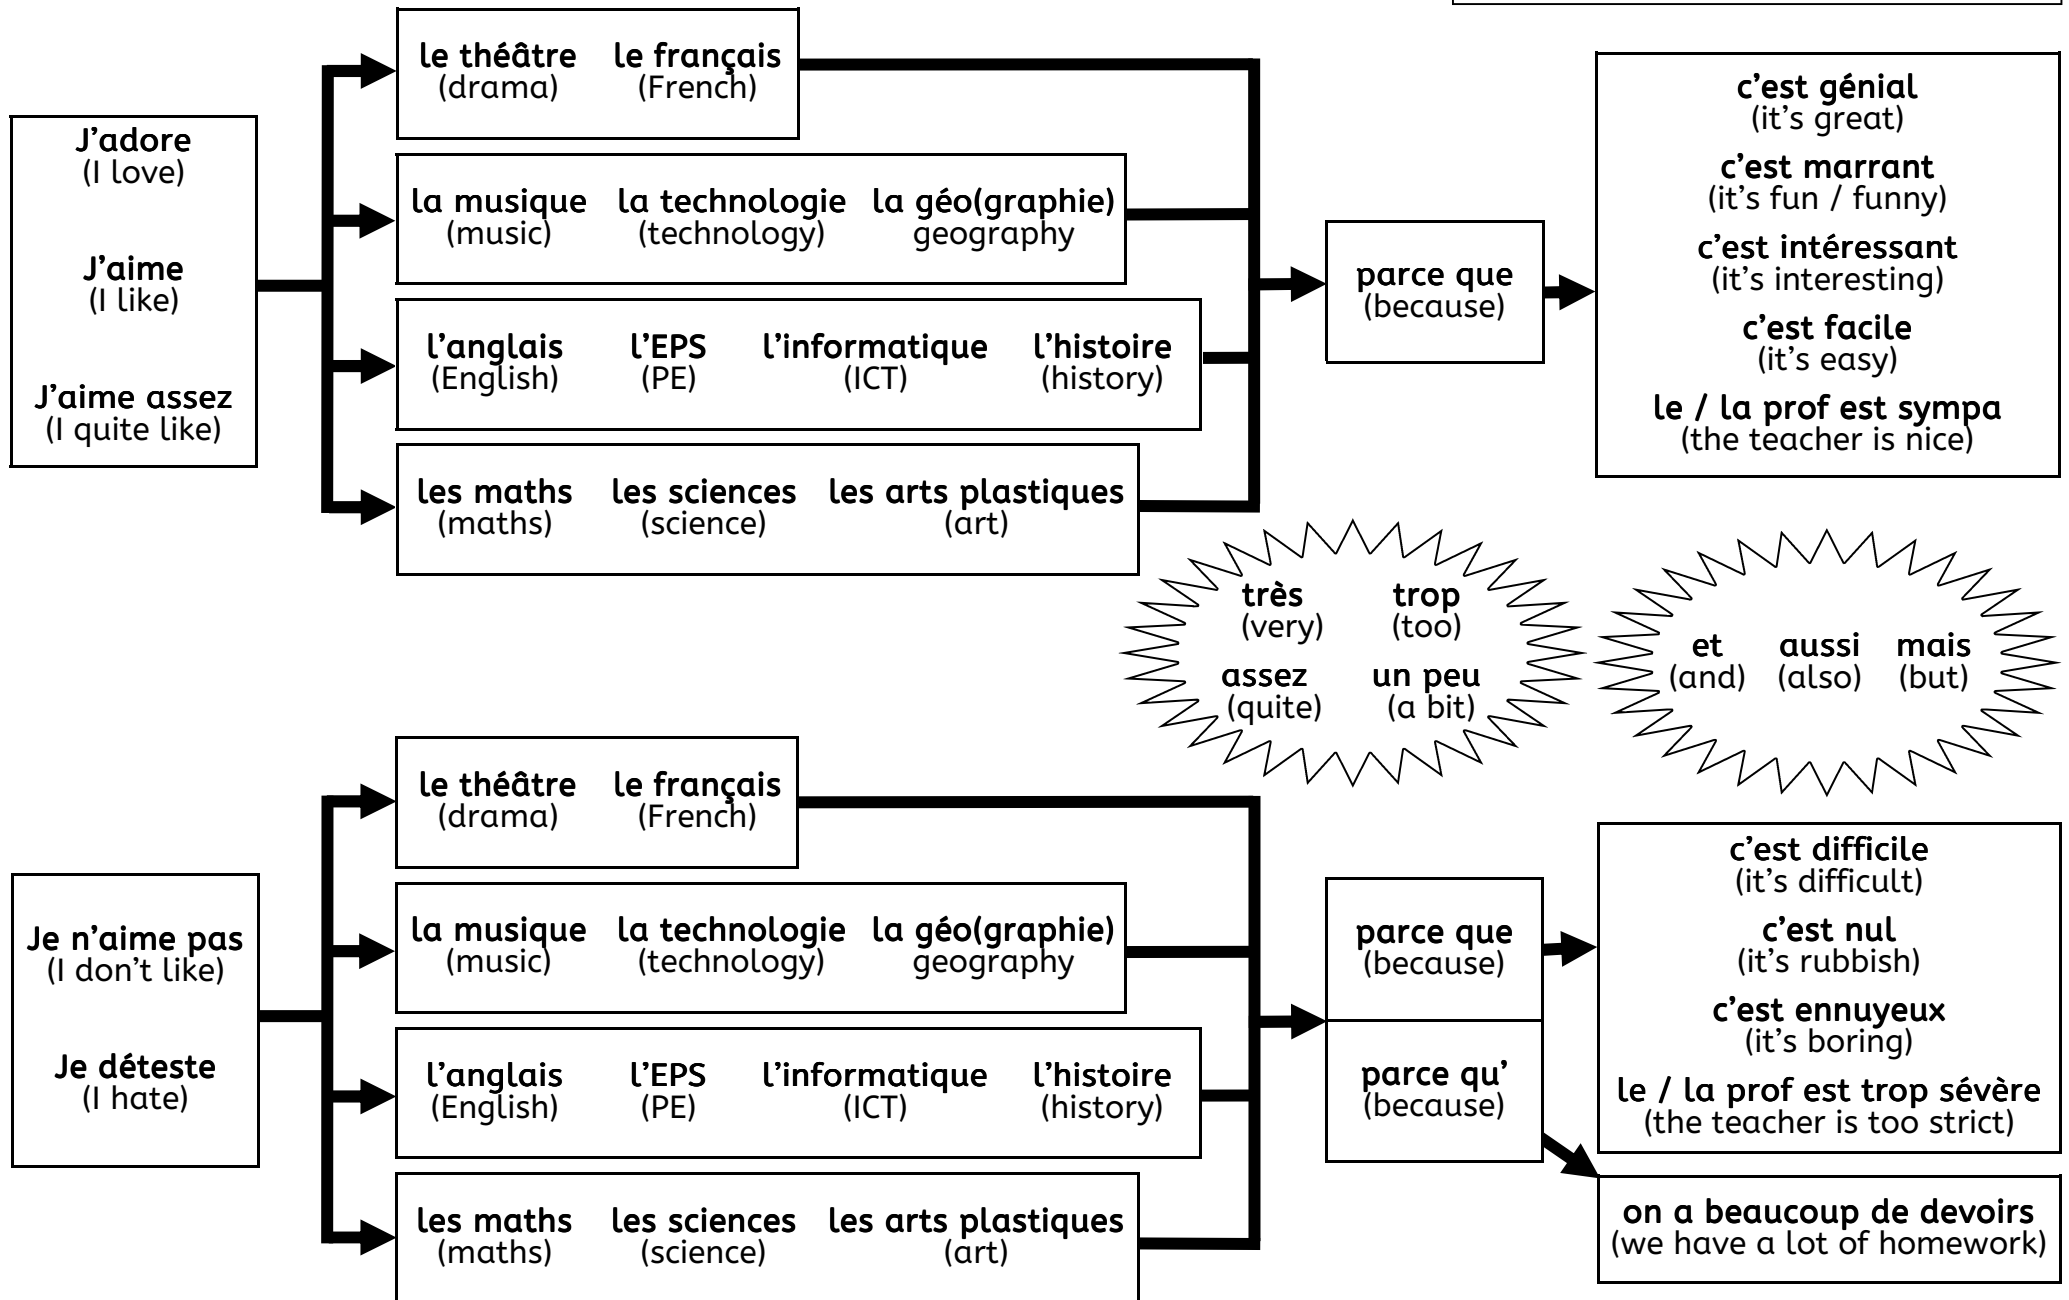 J'adore
(I love)
J'aime
(I like)
J'aime assez
(I quite like)
le théâtre le français
(drama) (French)
la musique la technologie la géo(graphie)
(music) (technology) geography
l'anglais l'EPS l'informatique l'histoire
(English) (PE) (ICT) (history)
les maths les sciences les arts plastiques
(maths) (science) (art)
parce que
(because)
c'est génial
(it's great)
c'est marrant
(it's fun / funny)
c'est intéressant
(it's interesting)
c'est facile
(it's easy)
le / la prof est sympa
(the teacher is nice)
très trop
(very) (too)
assez un peu
(quite) (a bit)
et aussi mais
(and) (also) (but)
Je n'aime pas
(I don't like)
Je déteste
(I hate)
le théâtre le français
(drama) (French)
la musique la technologie la géo(graphie)
(music) (technology) geography
l'anglais l'EPS l'informatique l'histoire
(English) (PE) (ICT) (history)
les maths les sciences les arts plastiques
(maths) (science) (art)
parce que
(because)
parce qu'
(because)
c'est difficile
(it's difficult)
c'est nul
(it's rubbish)
c'est ennuyeux
(it's boring)
le / la prof est trop sévère
(the teacher is too strict)
on a beaucoup de devoirs
(we have a lot of homework)